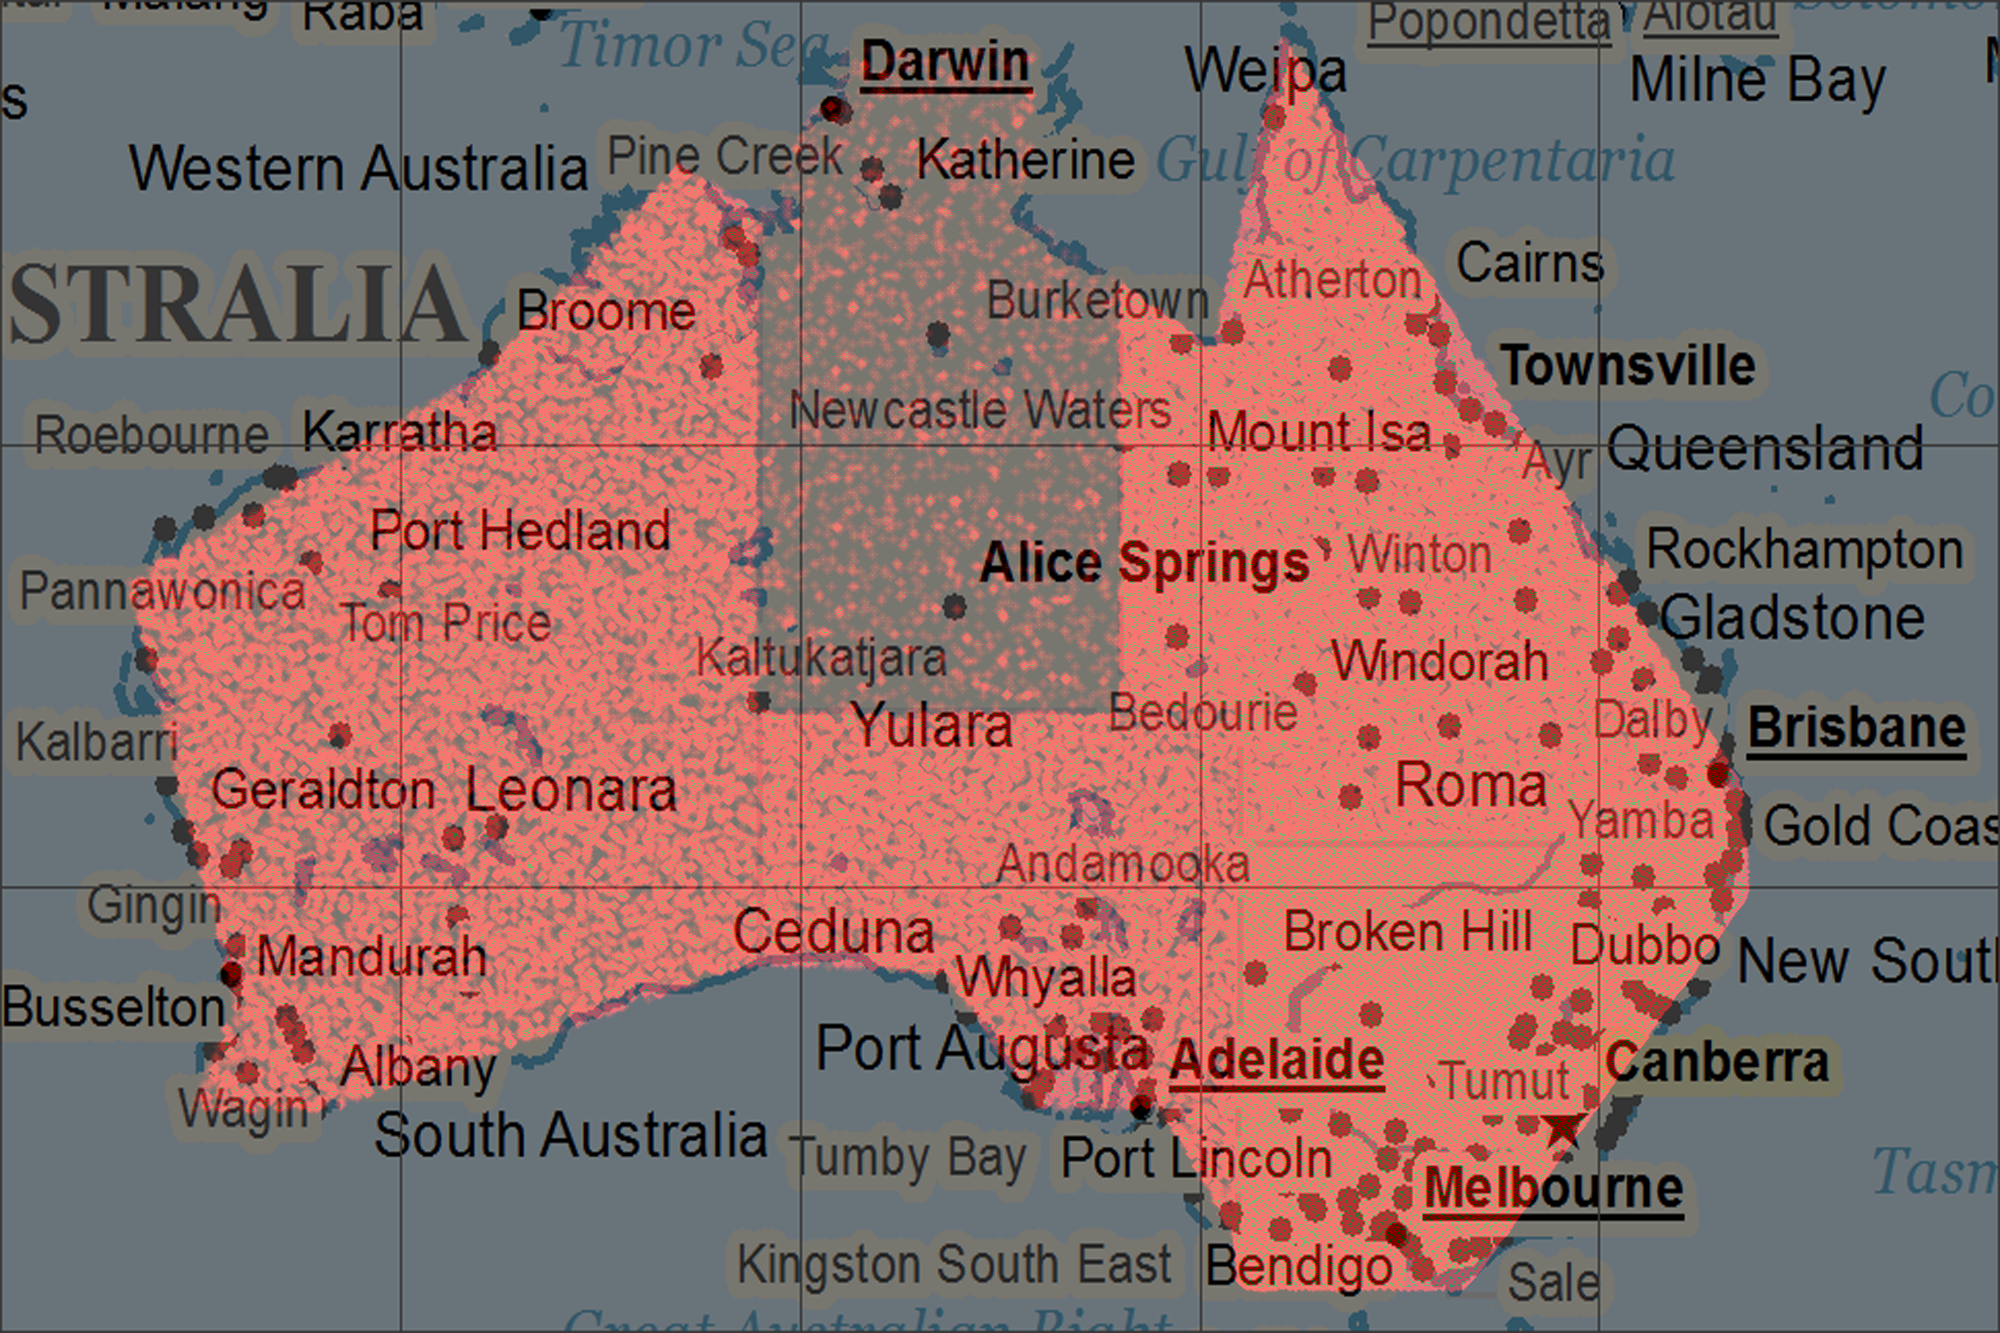 Raba
Timor Sea
Darwin
Weipa
Popondetta
Alotau
Milne Bay
s
Western Australia
Pine Creek
Katherine
Gulf of Carpentaria
STRALIA
Broome
Burketown
Atherton
Cairns
Townsville
Newcastle Waters
Co
Roebourne
Karratha
Mount Isa
Ayr
Queensland
Port Hedland
Alice Springs
Winton
Rockhampton
Pannawonica
Tom Price
Gladstone
Kaltukatjara
Windorah
Kalbarri
Yulara
Bedourie
Dalby
Brisbane
Geraldton
Leonara
Roma
Yamba
Gold Coas
Andamooka
Gingin
Ceduna
Broken Hill
Dubbo
New Sout
Mandurah
Whyalla
Busselton
Port Augusta
Adelaide
Canberra
Albany
Tumut
Wagin
South Australia
Tumby Bay
Port Lincoln
Melbourne
Tasm
Kingston South East
Bendigo
Sale
Great Australian Bight